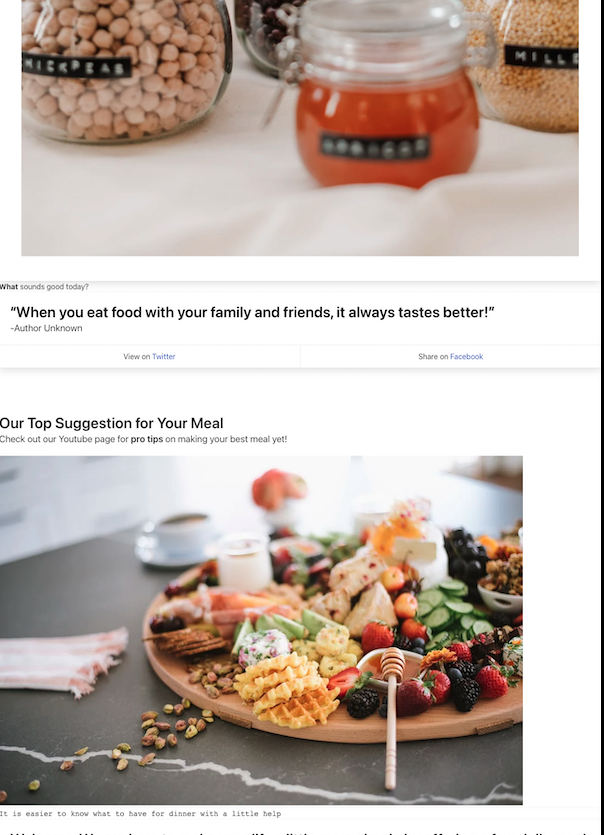 HICKPEAS
MILLE
APRICOT
What sounds good today?
“When you eat food with your family and friends, it always tastes better!”
-Author Unknown
View on Twitter
Share on Facebook
Our Top Suggestion for Your Meal
Check out our Youtube page for pro tips on making your best meal yet!
It is easier to know what to have for dinner with a little help